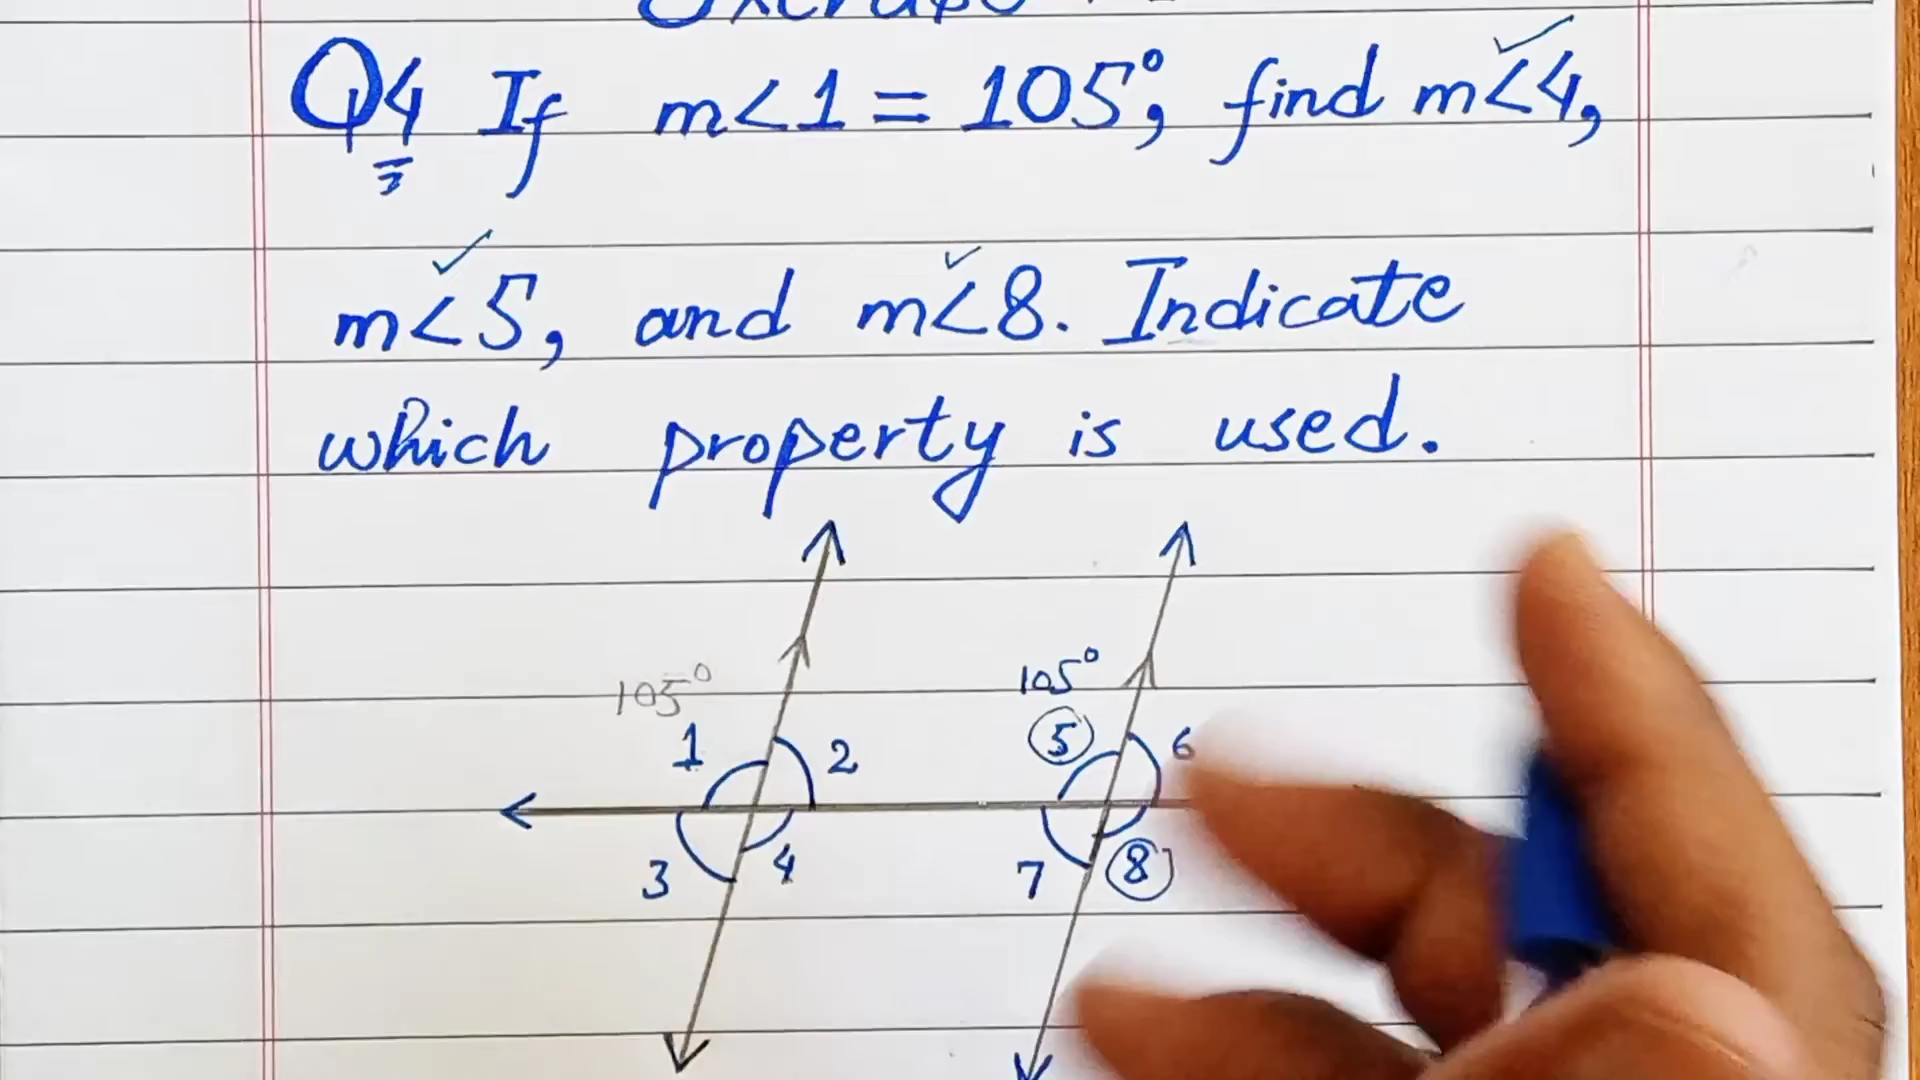 Q4 If m<1 = 105°, find m<4,
m<5, and m<8. Indicate
which property is used.
105° 105°
1 2 5 6
3 4 7 8